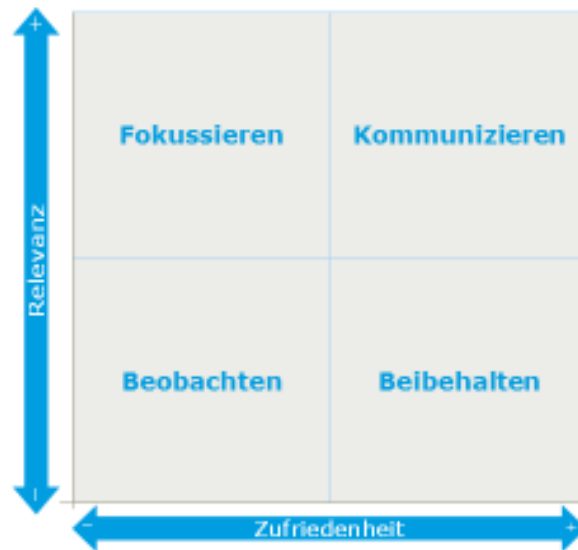 +
Fokussieren Kommunizieren
Relevanz
Beobachten Beibehalten
–
– Zufriedenheit +